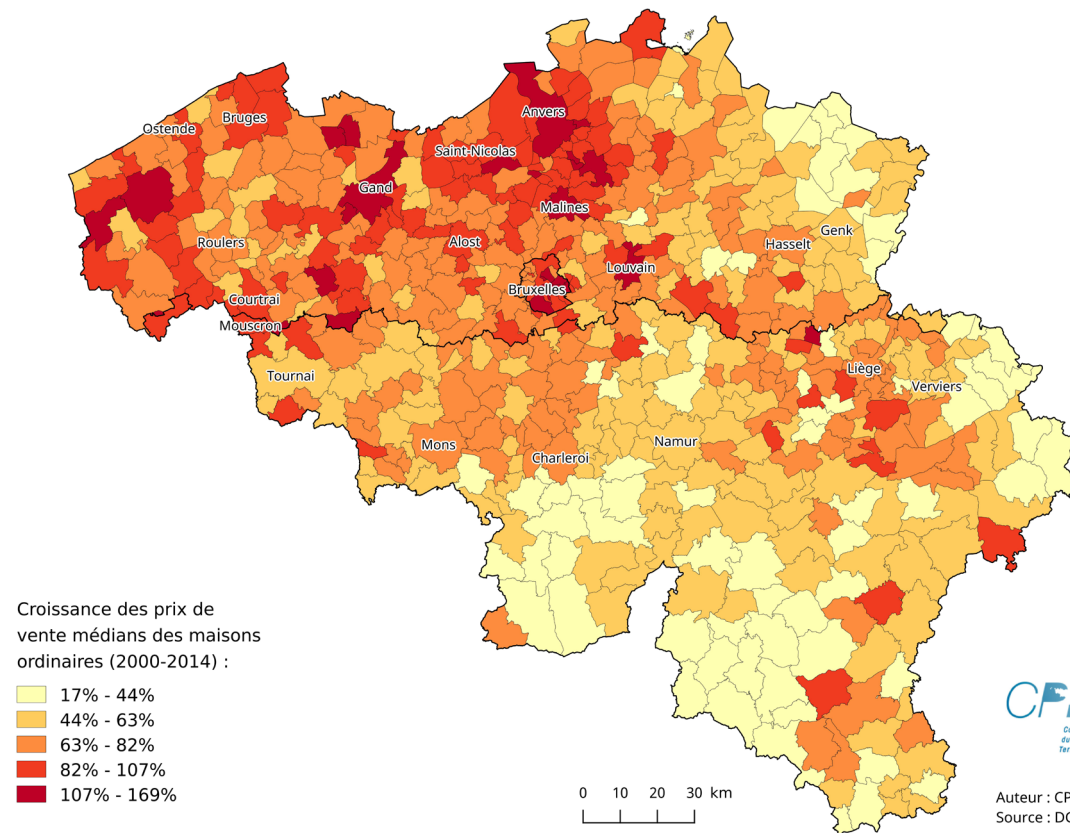 Anvers
Bruges
Ostende
Saint-Nicolas
Gand
Malines
Roulers
Alost
Genk
Hasselt
Louvain
Bruxelles
Courtrai
Mouscron
Liège
Tournai
Verviers
Mons
Namur
Charleroi
Croissance des prix de
vente médians des maisons
ordinaires (2000-2014) :
17% - 44%
44% - 63%
63% - 82%
82% - 107%
107% - 169%
0 10 20 30 km
Auteur : CP
Source : DG